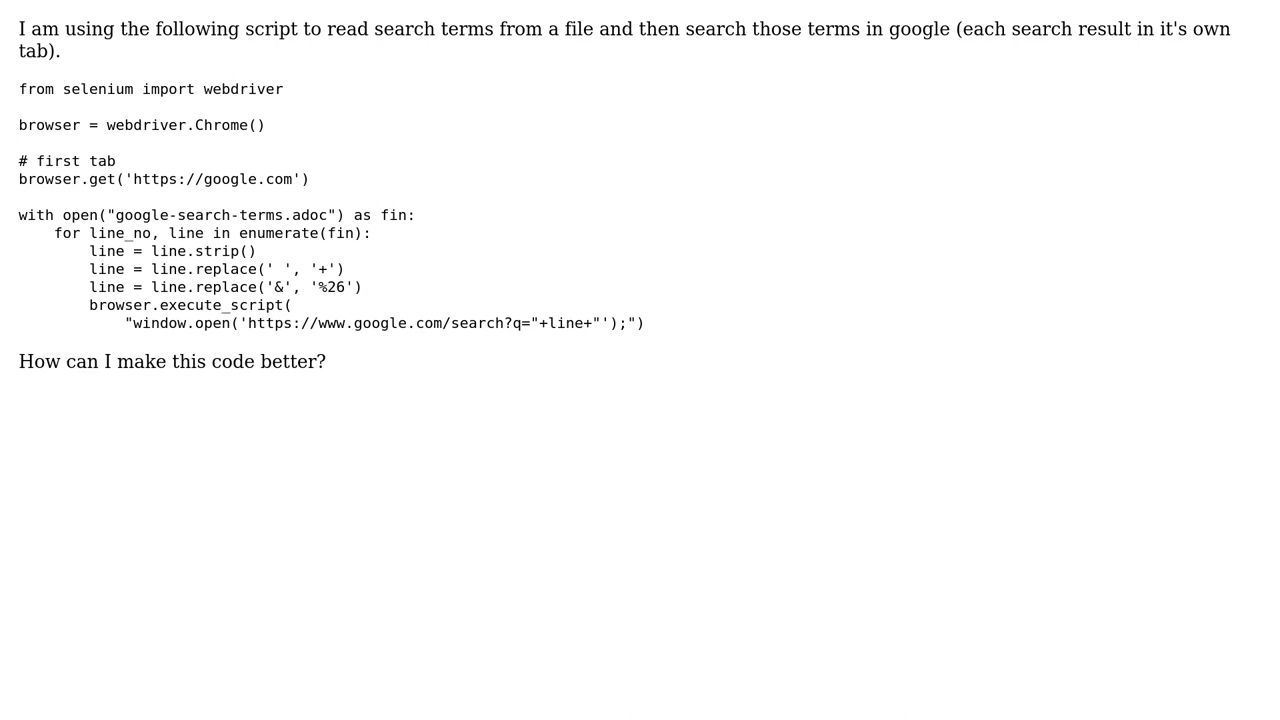 I am using the following script to read search terms from a file and then search those terms in google (each search result in it's own
tab).
from selenium import webdriver
browser = webdriver.Chrome()
# first tab
browser.get('https://google.com')
with open("google-search-terms.adoc") as fin:
    for line_no, line in enumerate(fin):
        line = line.strip()
        line = line.replace(' ', '+')
        line = line.replace('&', '%26')
        browser.execute_script(
            "window.open('https://www.google.com/search?q="+line+"');")
How can I make this code better?